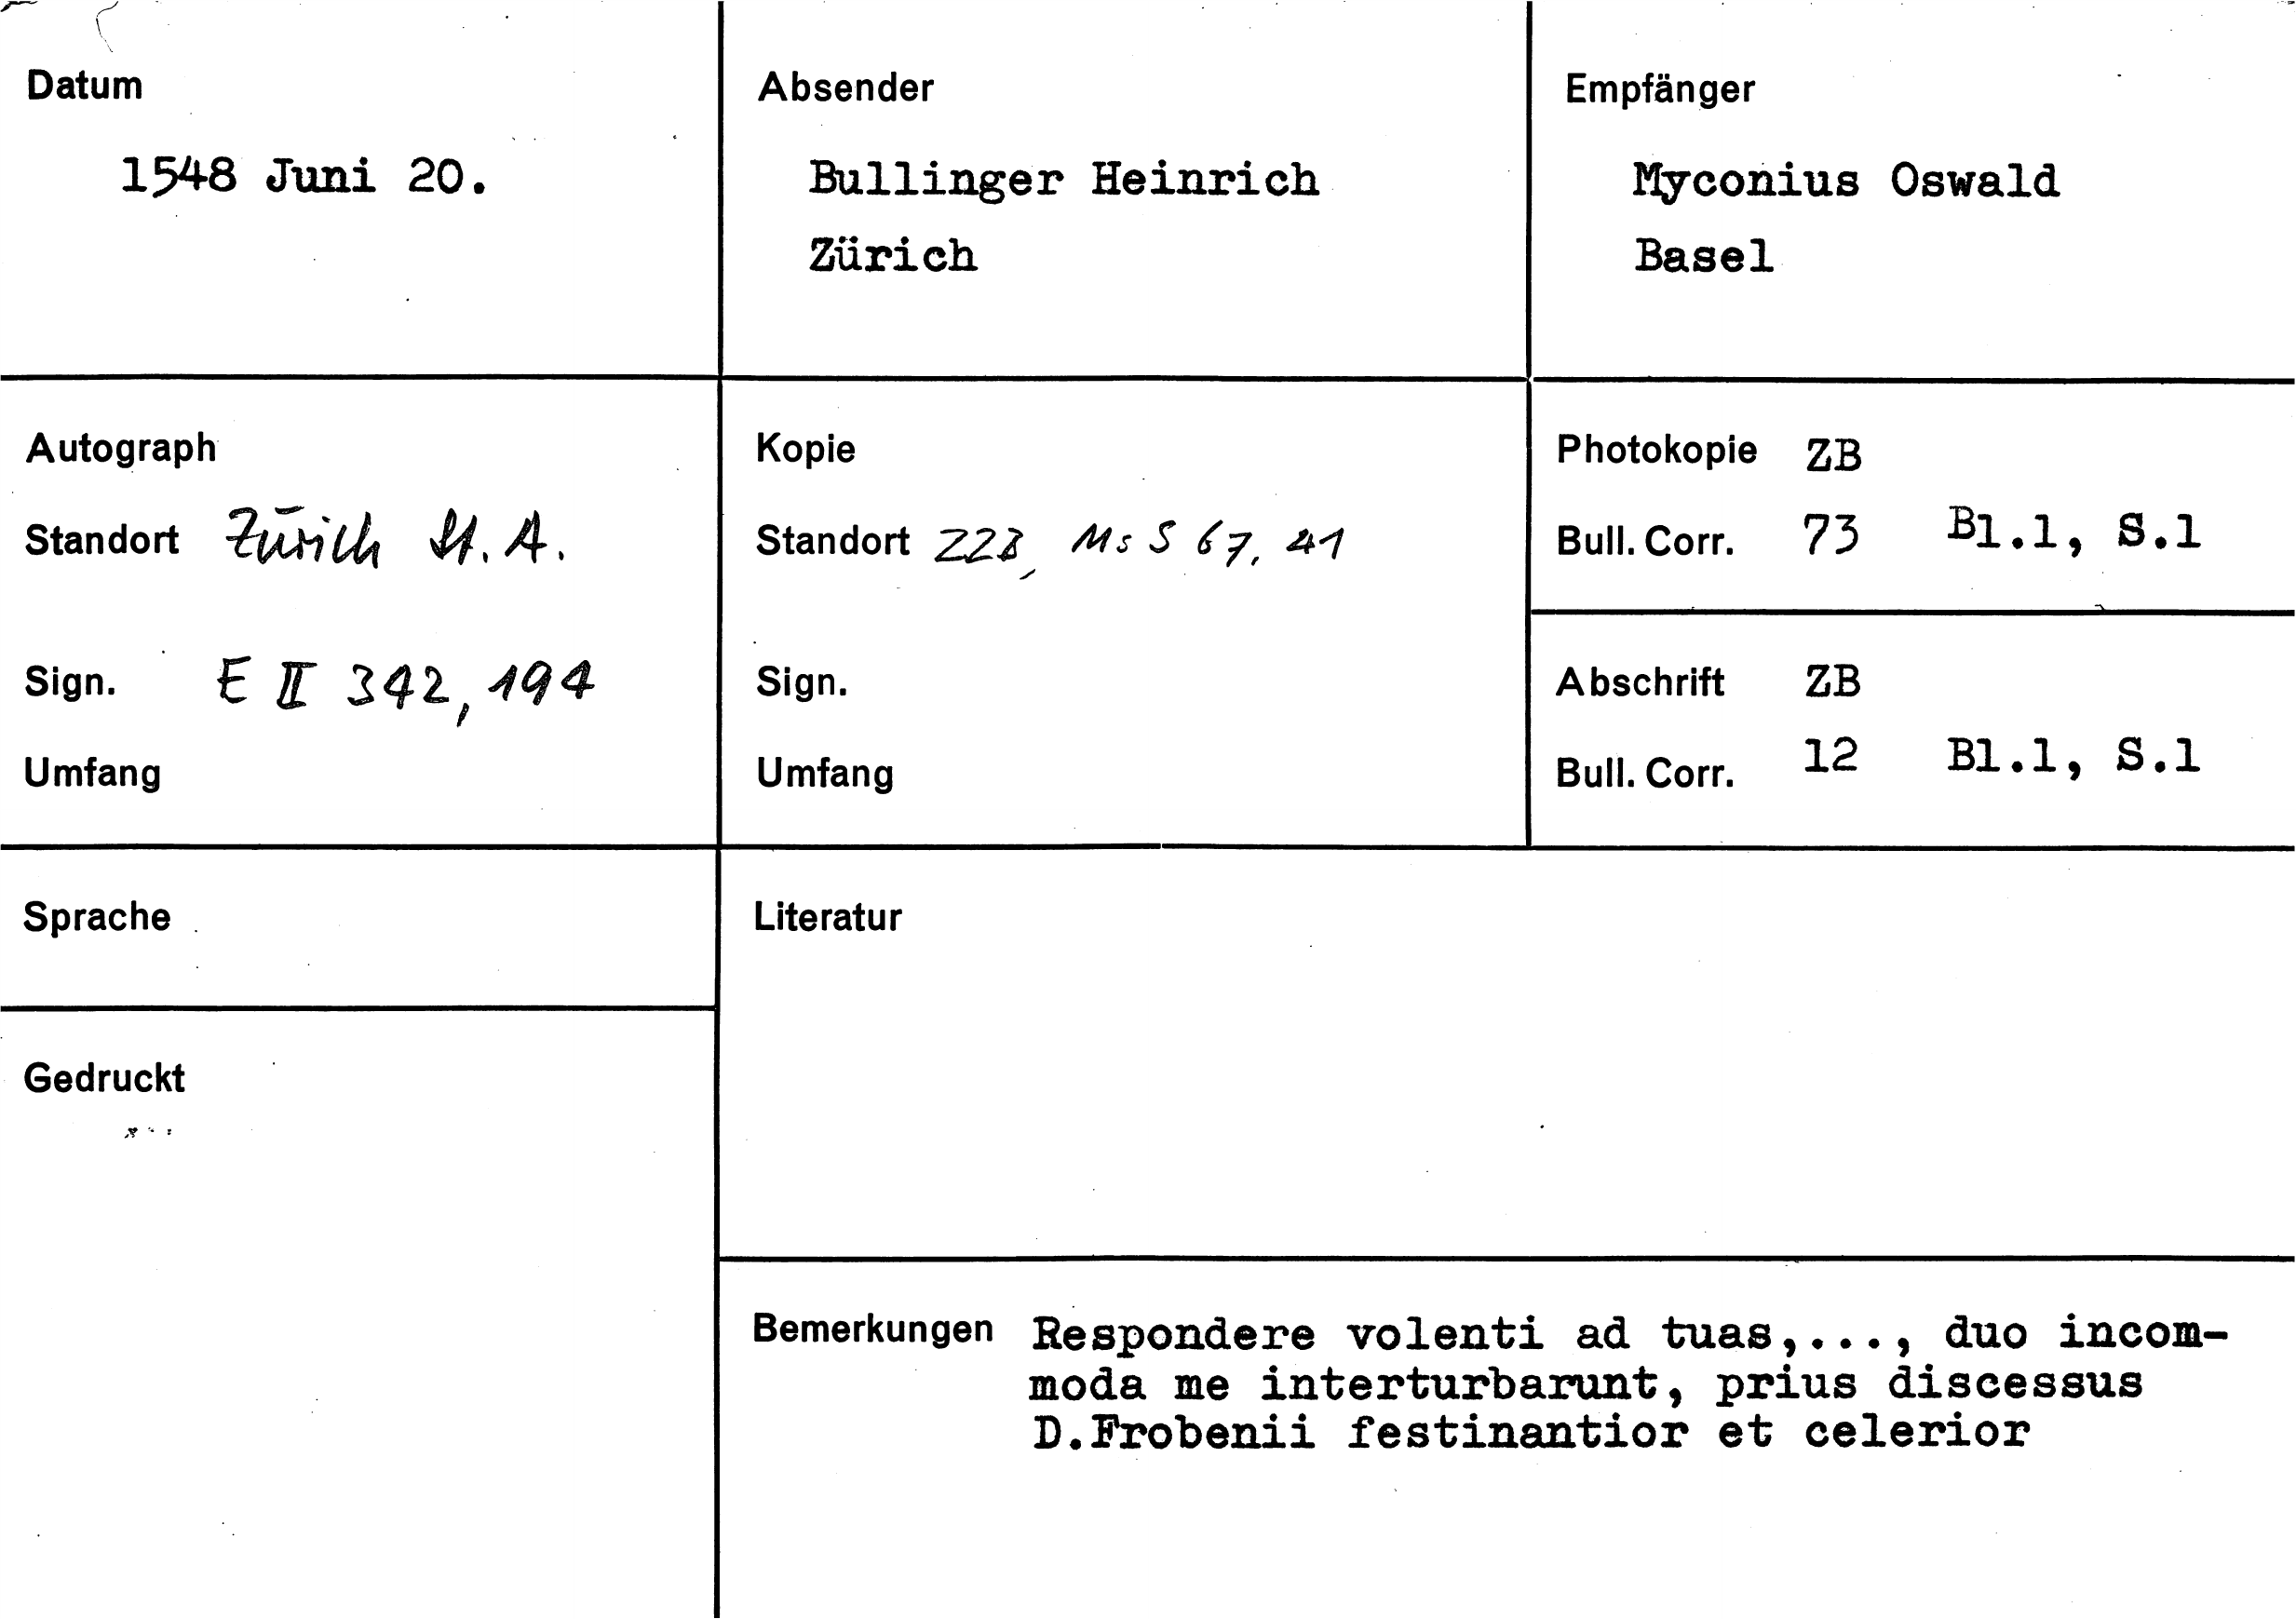 Datum
1548 Juni 20.
Absender
Bullinger Heinrich
Zürich
Empfänger
Myconius Oswald
Basel
Autograph
Standort Zürich St. A.
Sign. E II 342, 194
Umfang
Kopie
Standort ZZB, Ms S 67, 41
Sign.
Umfang
Photokopie ZB
Bull. Corr. 73 Bl.1, S.1
Abschrift ZB
Bull. Corr. 12 Bl.1, S.1
Sprache
Gedruckt
Literatur
Bemerkungen Respondere volenti ad tuas,..., duo incom-
moda me interturbarunt, prius discessus
D.Frobenii festinantior et celerior